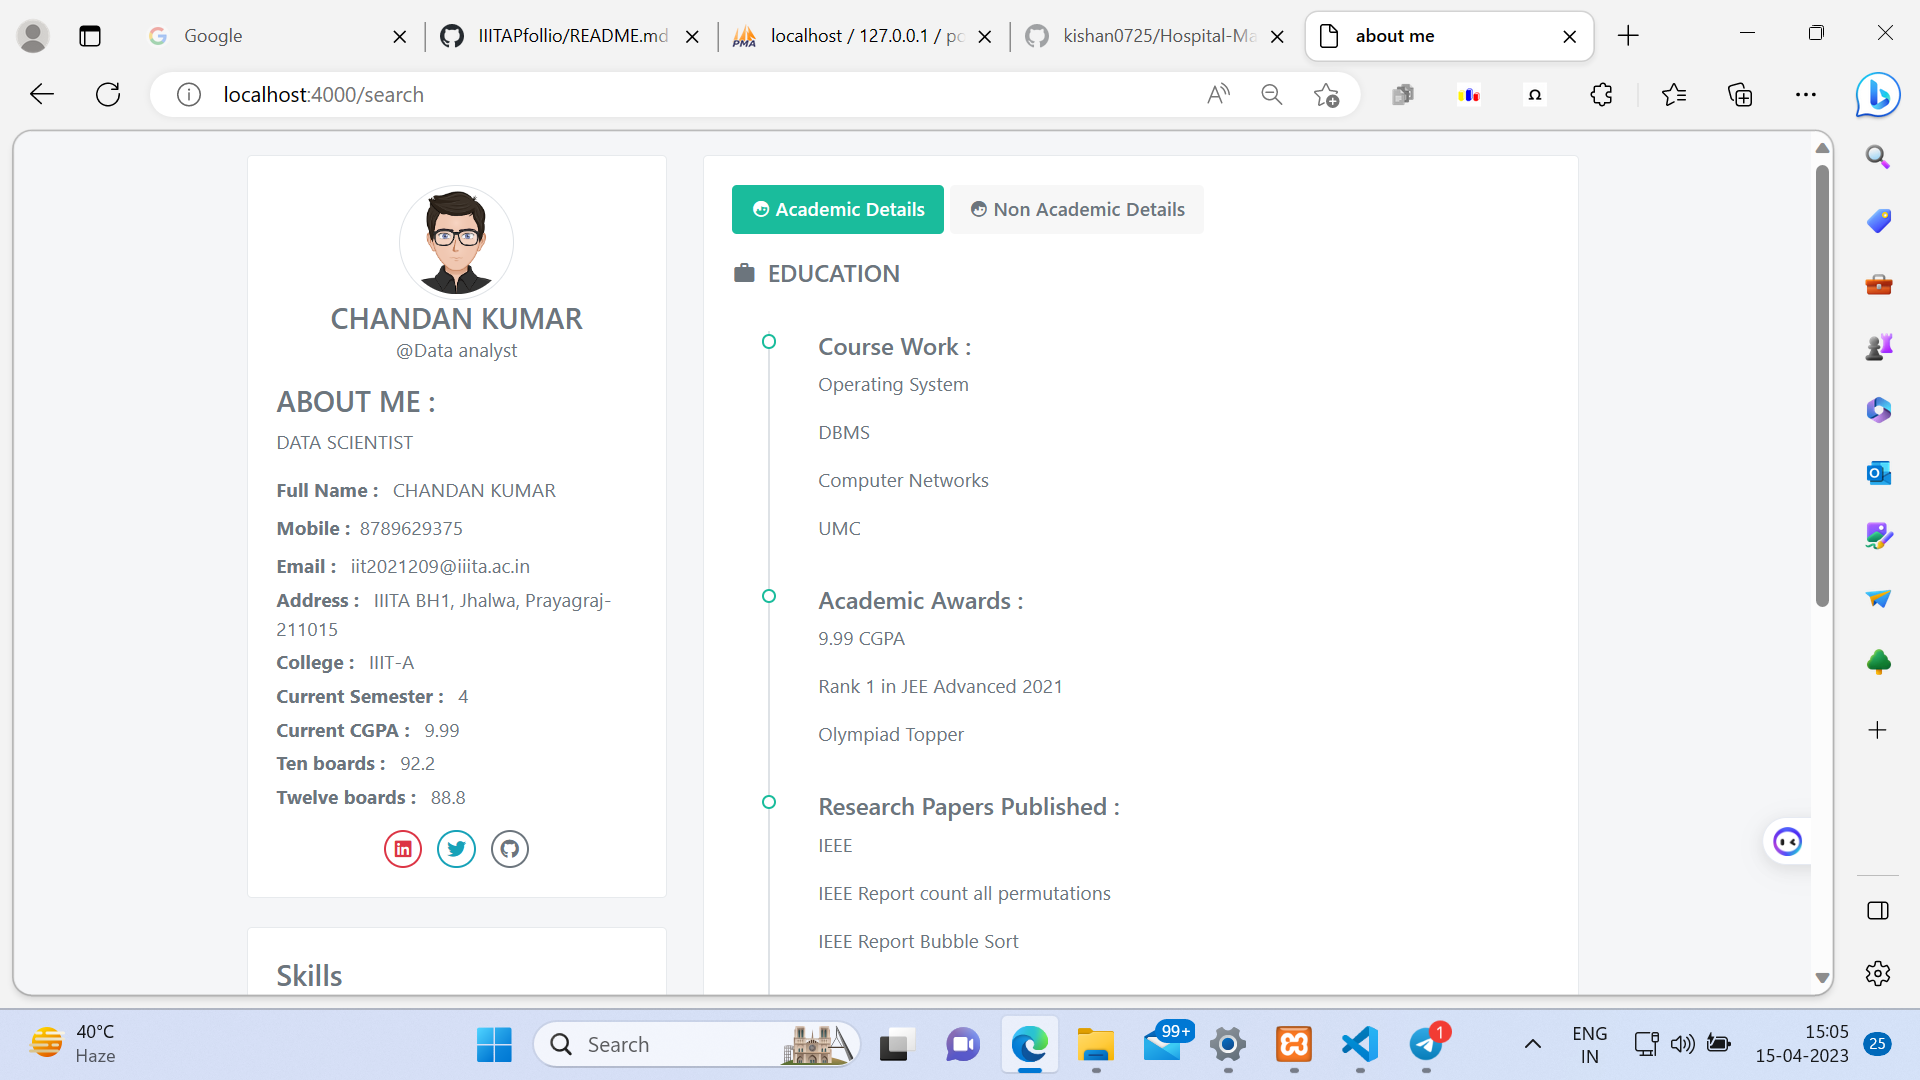 Google
IIITAPfollio/README.md
localhost / 127.0.0.1 / po
kishan0725/Hospital-Ma
about me
localhost:4000/search
CHANDAN KUMAR
@Data analyst
ABOUT ME :
DATA SCIENTIST
Full Name : CHANDAN KUMAR
Mobile : 8789629375
Email : iit2021209@iiita.ac.in
Address : IIITA BH1, Jhalwa, Prayagraj-
211015
College : IIIT-A
Current Semester : 4
Current CGPA : 9.99
Ten boards : 92.2
Twelve boards : 88.8
Skills
Academic Details
Non Academic Details
EDUCATION
Course Work :
Operating System
DBMS
Computer Networks
UMC
Academic Awards :
9.99 CGPA
Rank 1 in JEE Advanced 2021
Olympiad Topper
Research Papers Published :
IEEE
IEEE Report count all permutations
IEEE Report Bubble Sort
40°C
Haze
Search
99+
1
ENG
IN
15:05
15-04-2023
25